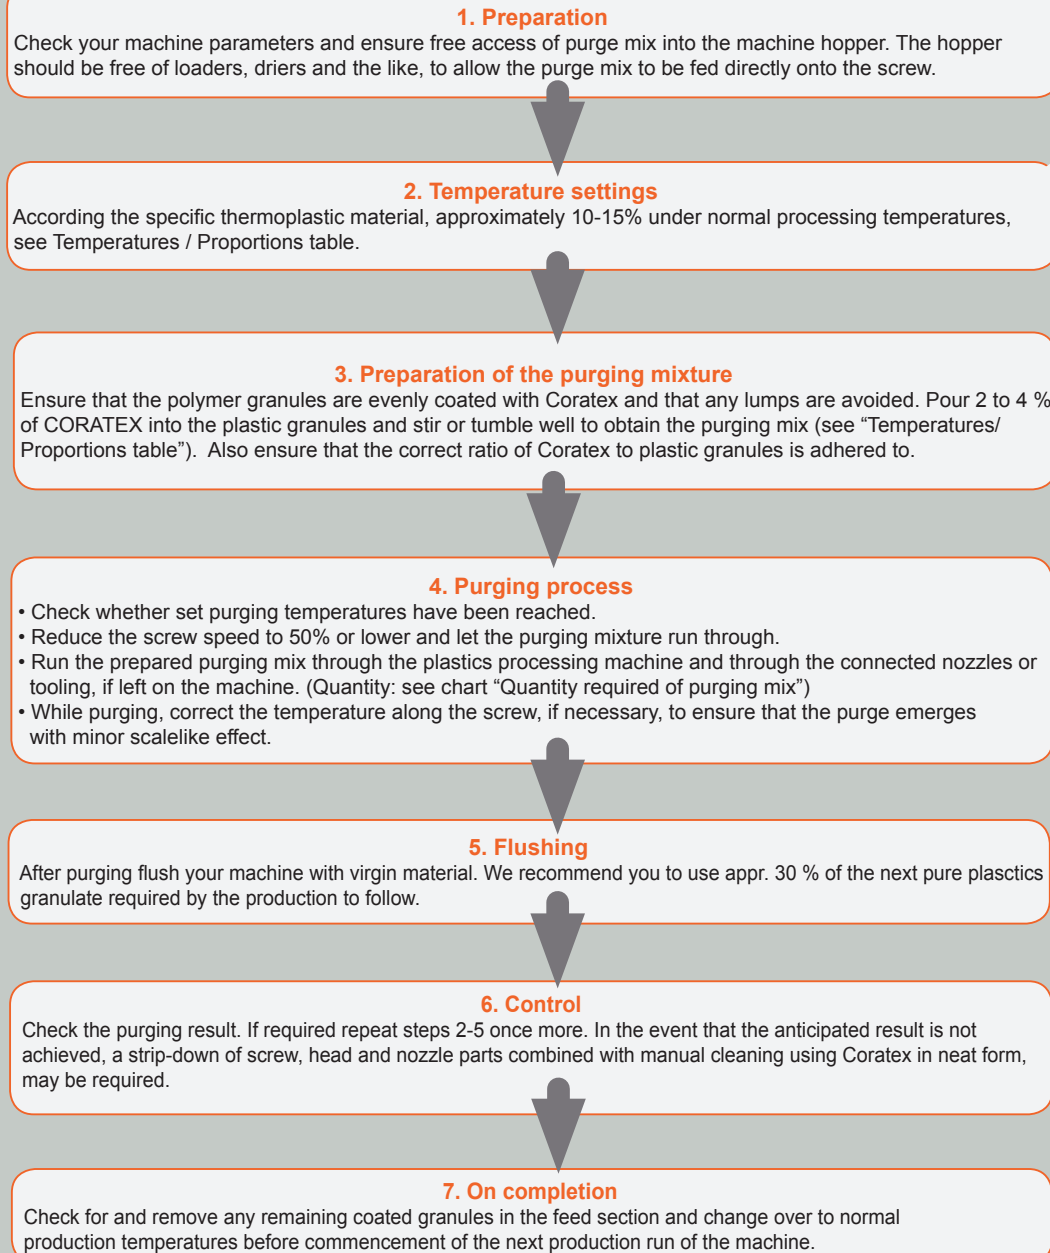 1. Preparation
Check your machine parameters and ensure free access of purge mix into the machine hopper. The hopper
should be free of loaders, driers and the like, to allow the purge mix to be fed directly onto the screw.
2. Temperature settings
According the specific thermoplastic material, approximately 10-15% under normal processing temperatures,
see Temperatures / Proportions table.
3. Preparation of the purging mixture
Ensure that the polymer granules are evenly coated with Coratex and that any lumps are avoided. Pour 2 to 4 %
of CORATEX into the plastic granules and stir or tumble well to obtain the purging mix (see “Temperatures/
Proportions table”).  Also ensure that the correct ratio of Coratex to plastic granules is adhered to.
4. Purging process
• Check whether set purging temperatures have been reached.
• Reduce the screw speed to 50% or lower and let the purging mixture run through.
• Run the prepared purging mix through the plastics processing machine and through the connected nozzles or
tooling, if left on the machine. (Quantity: see chart “Quantity required of purging mix”)
• While purging, correct the temperature along the screw, if necessary, to ensure that the purge emerges
with minor scalelike effect.
5. Flushing
After purging flush your machine with virgin material. We recommend you to use appr. 30 % of the next pure plasctics
granulate required by the production to follow.
6. Control
Check the purging result. If required repeat steps 2-5 once more. In the event that the anticipated result is not
achieved, a strip-down of screw, head and nozzle parts combined with manual cleaning using Coratex in neat form,
may be required.
7. On completion
Check for and remove any remaining coated granules in the feed section and change over to normal
production temperatures before commencement of the next production run of the machine.